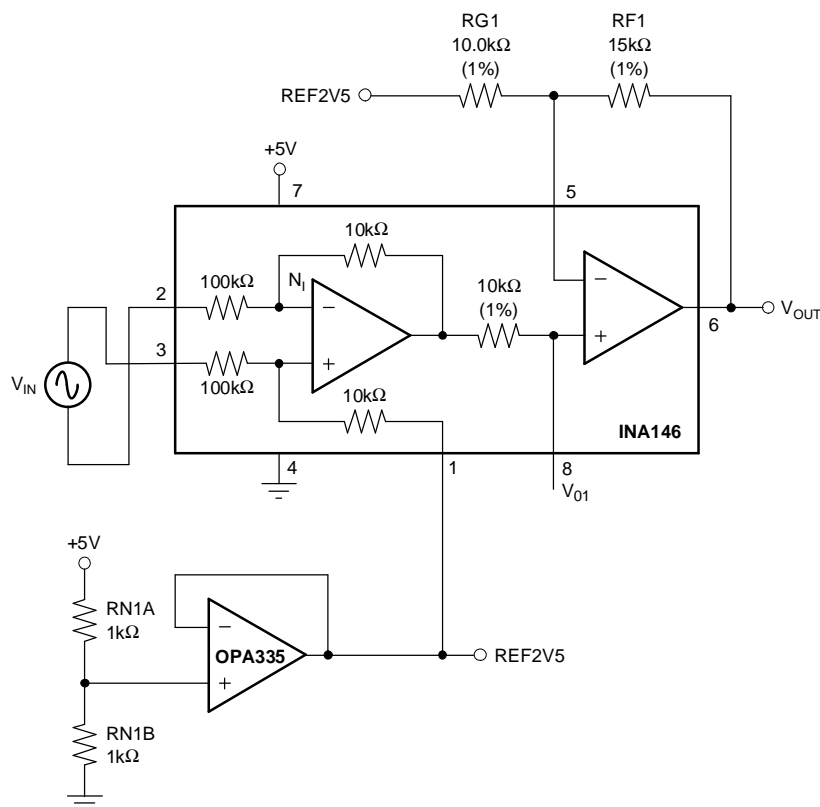 RG1
10.0kΩ
(1%)
RF1
15kΩ
(1%)
REF2V5
+5V
7
5
10kΩ
100kΩ
N_I
2
3
−
+
10kΩ
(1%)
−
+
6
V_OUT
V_IN
100kΩ
10kΩ
INA146
4
1
8
V_01
+5V
RN1A
1kΩ
−
OPA335
+
REF2V5
RN1B
1kΩ